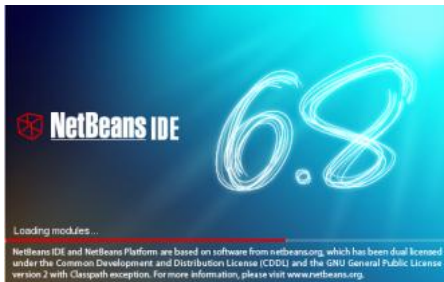 NetBeans IDE 6.8
Loading modules...
NetBeans IDE and NetBeans Platform are based on software from netbeans.org, which has been dual licensed
under the Common Development and Distribution License (CDDL) and the GNU General Public License
version 2 with Classpath exception. For more information, please visit www.netbeans.org.